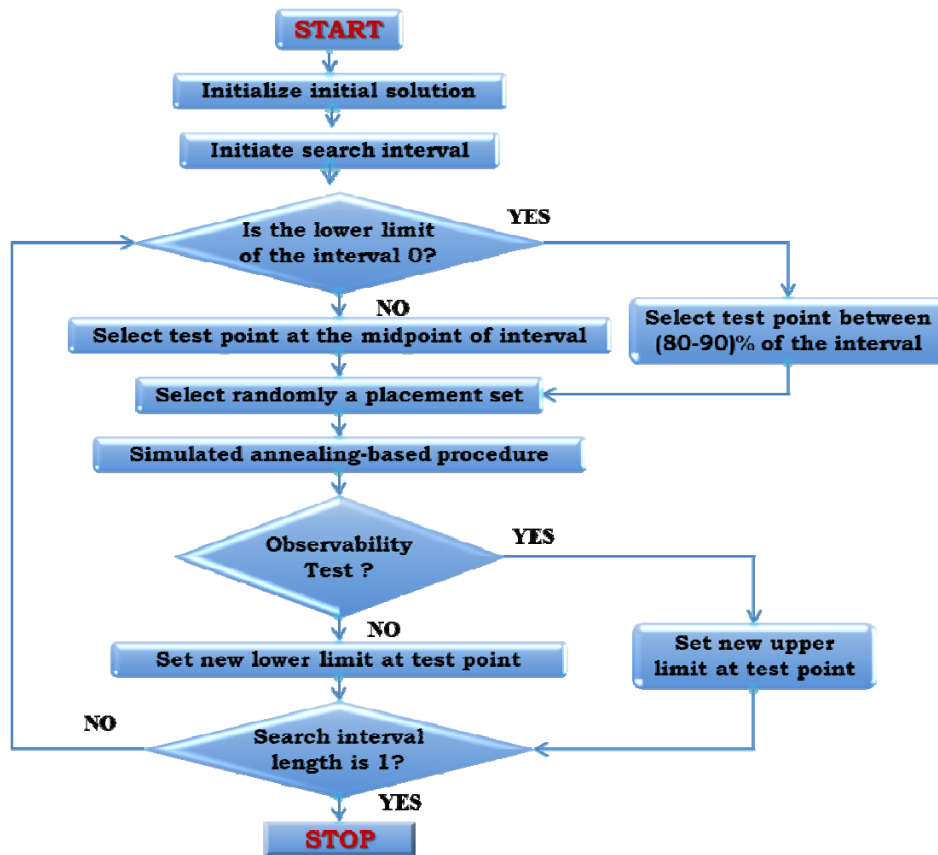 START
Initialize initial solution
Initiate search interval
Is the lower limit
of the interval 0?
YES
NO
Select test point at the midpoint of interval
Select test point between
(80-90)% of the interval
Select randomly a placement set
Simulated annealing-based procedure
Observability
Test ?
YES
NO
Set new lower limit at test point
Set new upper
limit at test point
Search interval
length is 1?
NO
YES
STOP